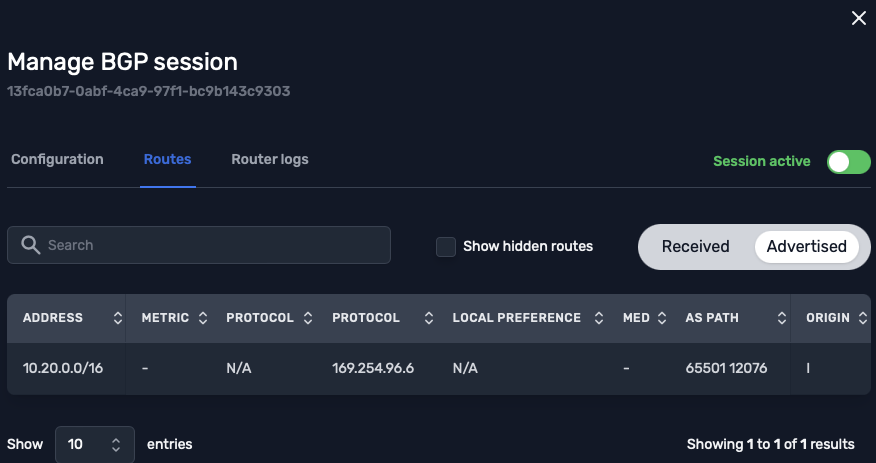 Manage BGP session
13fca0b7-0abf-4ca9-97f1-bc9b143c9303
Configuration Routes Router logs Session active
Search Show hidden routes Received Advertised
ADDRESS METRIC PROTOCOL PROTOCOL LOCAL PREFERENCE MED AS PATH ORIGIN
10.20.0.0/16 - N/A 169.254.96.6 N/A - 65501 12076 I
Show 10 entries Showing 1 to 1 of 1 results